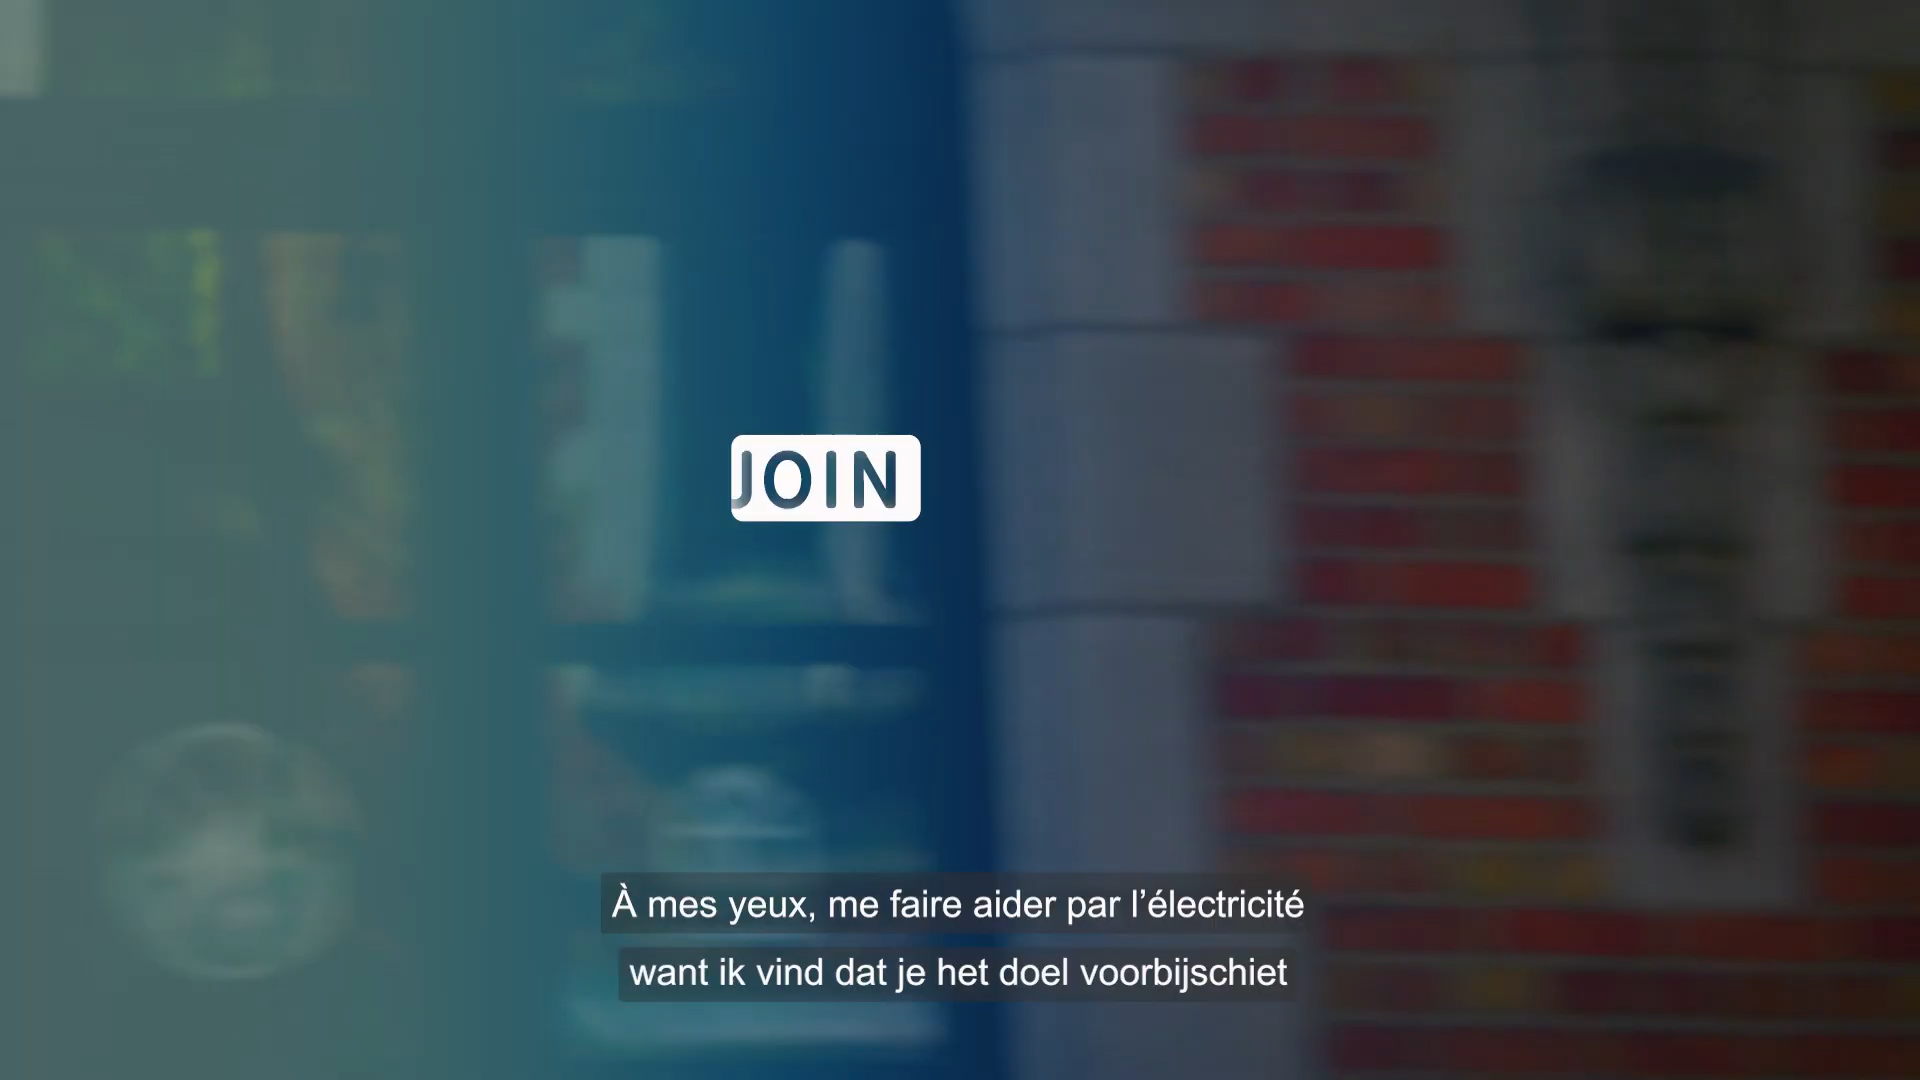 JOIN
À mes yeux, me faire aider par l’électricité
want ik vind dat je het doel voorbijschiet